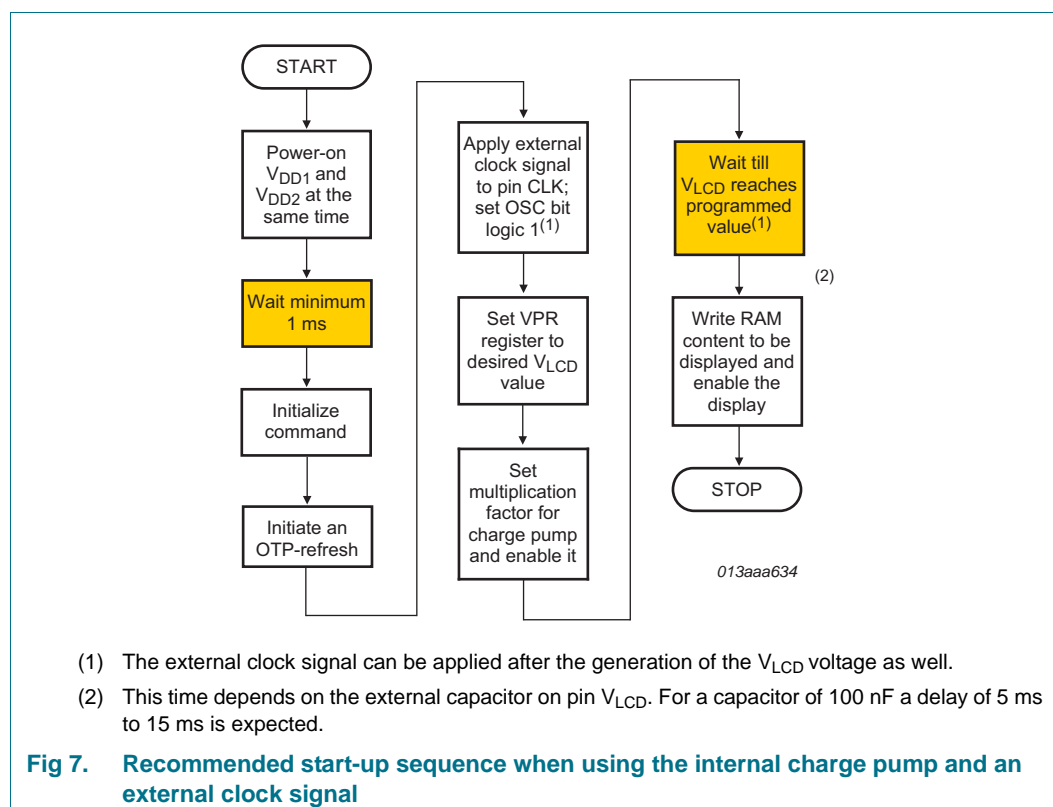 START
Power-on
VDD1 and
VDD2 at the
same time
Wait minimum
1 ms
Initialize
command
Initiate an
OTP-refresh
Apply external
clock signal
to pin CLK;
set OSC bit
logic 1(1)
Set VPR
register to
desired VLCD
value
Set
multiplication
factor for
charge pump
and enable it
Wait till
VLCD reaches
programmed
value(1)
(2)
Write RAM
content to be
displayed and
enable the
display
STOP
013aaa634
(1) The external clock signal can be applied after the generation of the VLCD voltage as well.
(2) This time depends on the external capacitor on pin VLCD. For a capacitor of 100 nF a delay of 5 ms
to 15 ms is expected.
Fig 7. Recommended start-up sequence when using the internal charge pump and an
external clock signal